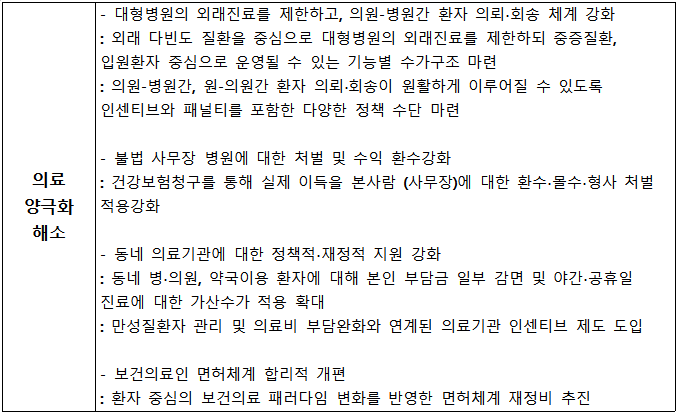 의료
양극화
해소
- 대형병원의 외래진료를 제한하고, 의원-병원간 환자 의뢰·회송 체계 강화
: 외래 다빈도 질환을 중심으로 대형병원의 외래진료를 제한하되 중증질환,
입원환자 중심으로 운영될 수 있는 기능별 수가구조 마련
: 의원-병원간, 원-의원간 환자 의뢰·회송이 원활하게 이루어질 수 있도록
인센티브와 패널티를 포함한 다양한 정책 수단 마련
- 불법 사무장 병원에 대한 처벌 및 수익 환수강화
: 건강보험청구를 통해 실제 이득을 본사람 (사무장)에 대한 환수·몰수·형사 처벌
적용강화
- 동네 의료기관에 대한 정책적·재정적 지원 강화
: 동네 병·의원, 약국이용 환자에 대해 본인 부담금 일부 감면 및 야간·공휴일
진료에 대한 가산수가 적용 확대
: 만성질환자 관리 및 의료비 부담완화와 연계된 의료기관 인센티브 제도 도입
- 보건의료인 면허체계 합리적 개편
: 환자 중심의 보건의료 패러다임 변화를 반영한 면허체계 재정비 추진